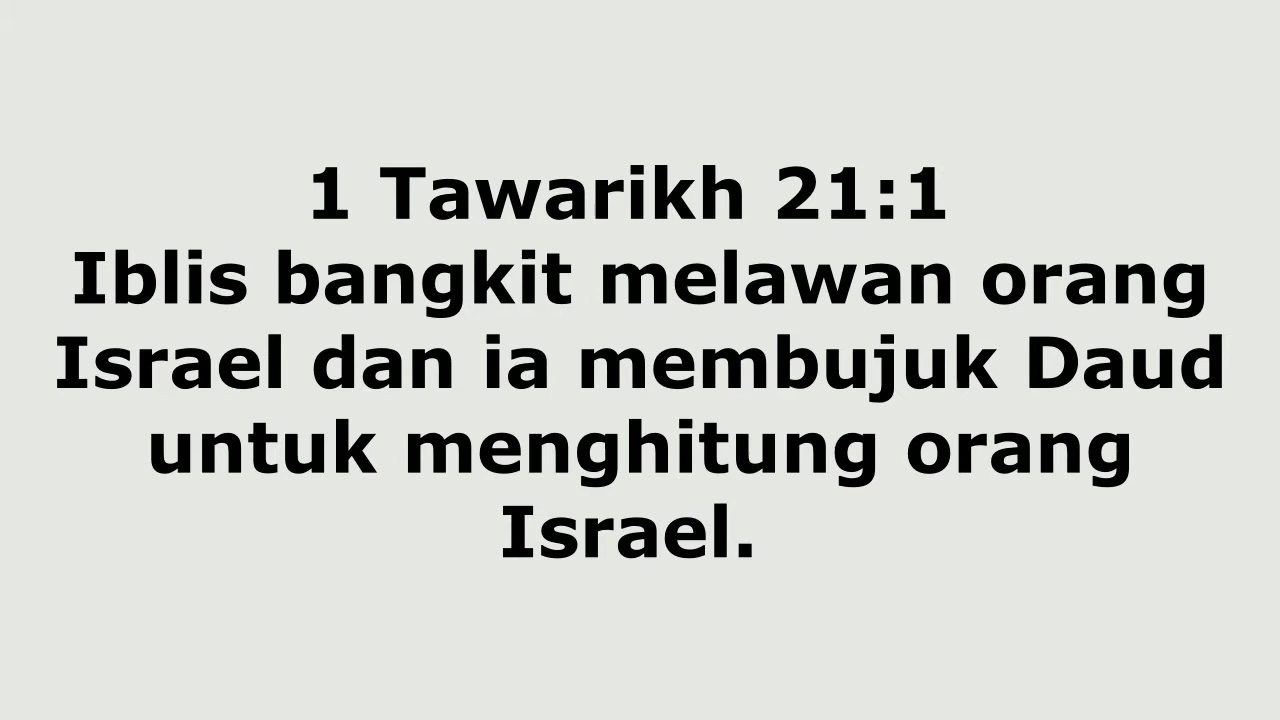 1 Tawarikh 21:1
Iblis bangkit melawan orang
Israel dan ia membujuk Daud
untuk menghitung orang
Israel.